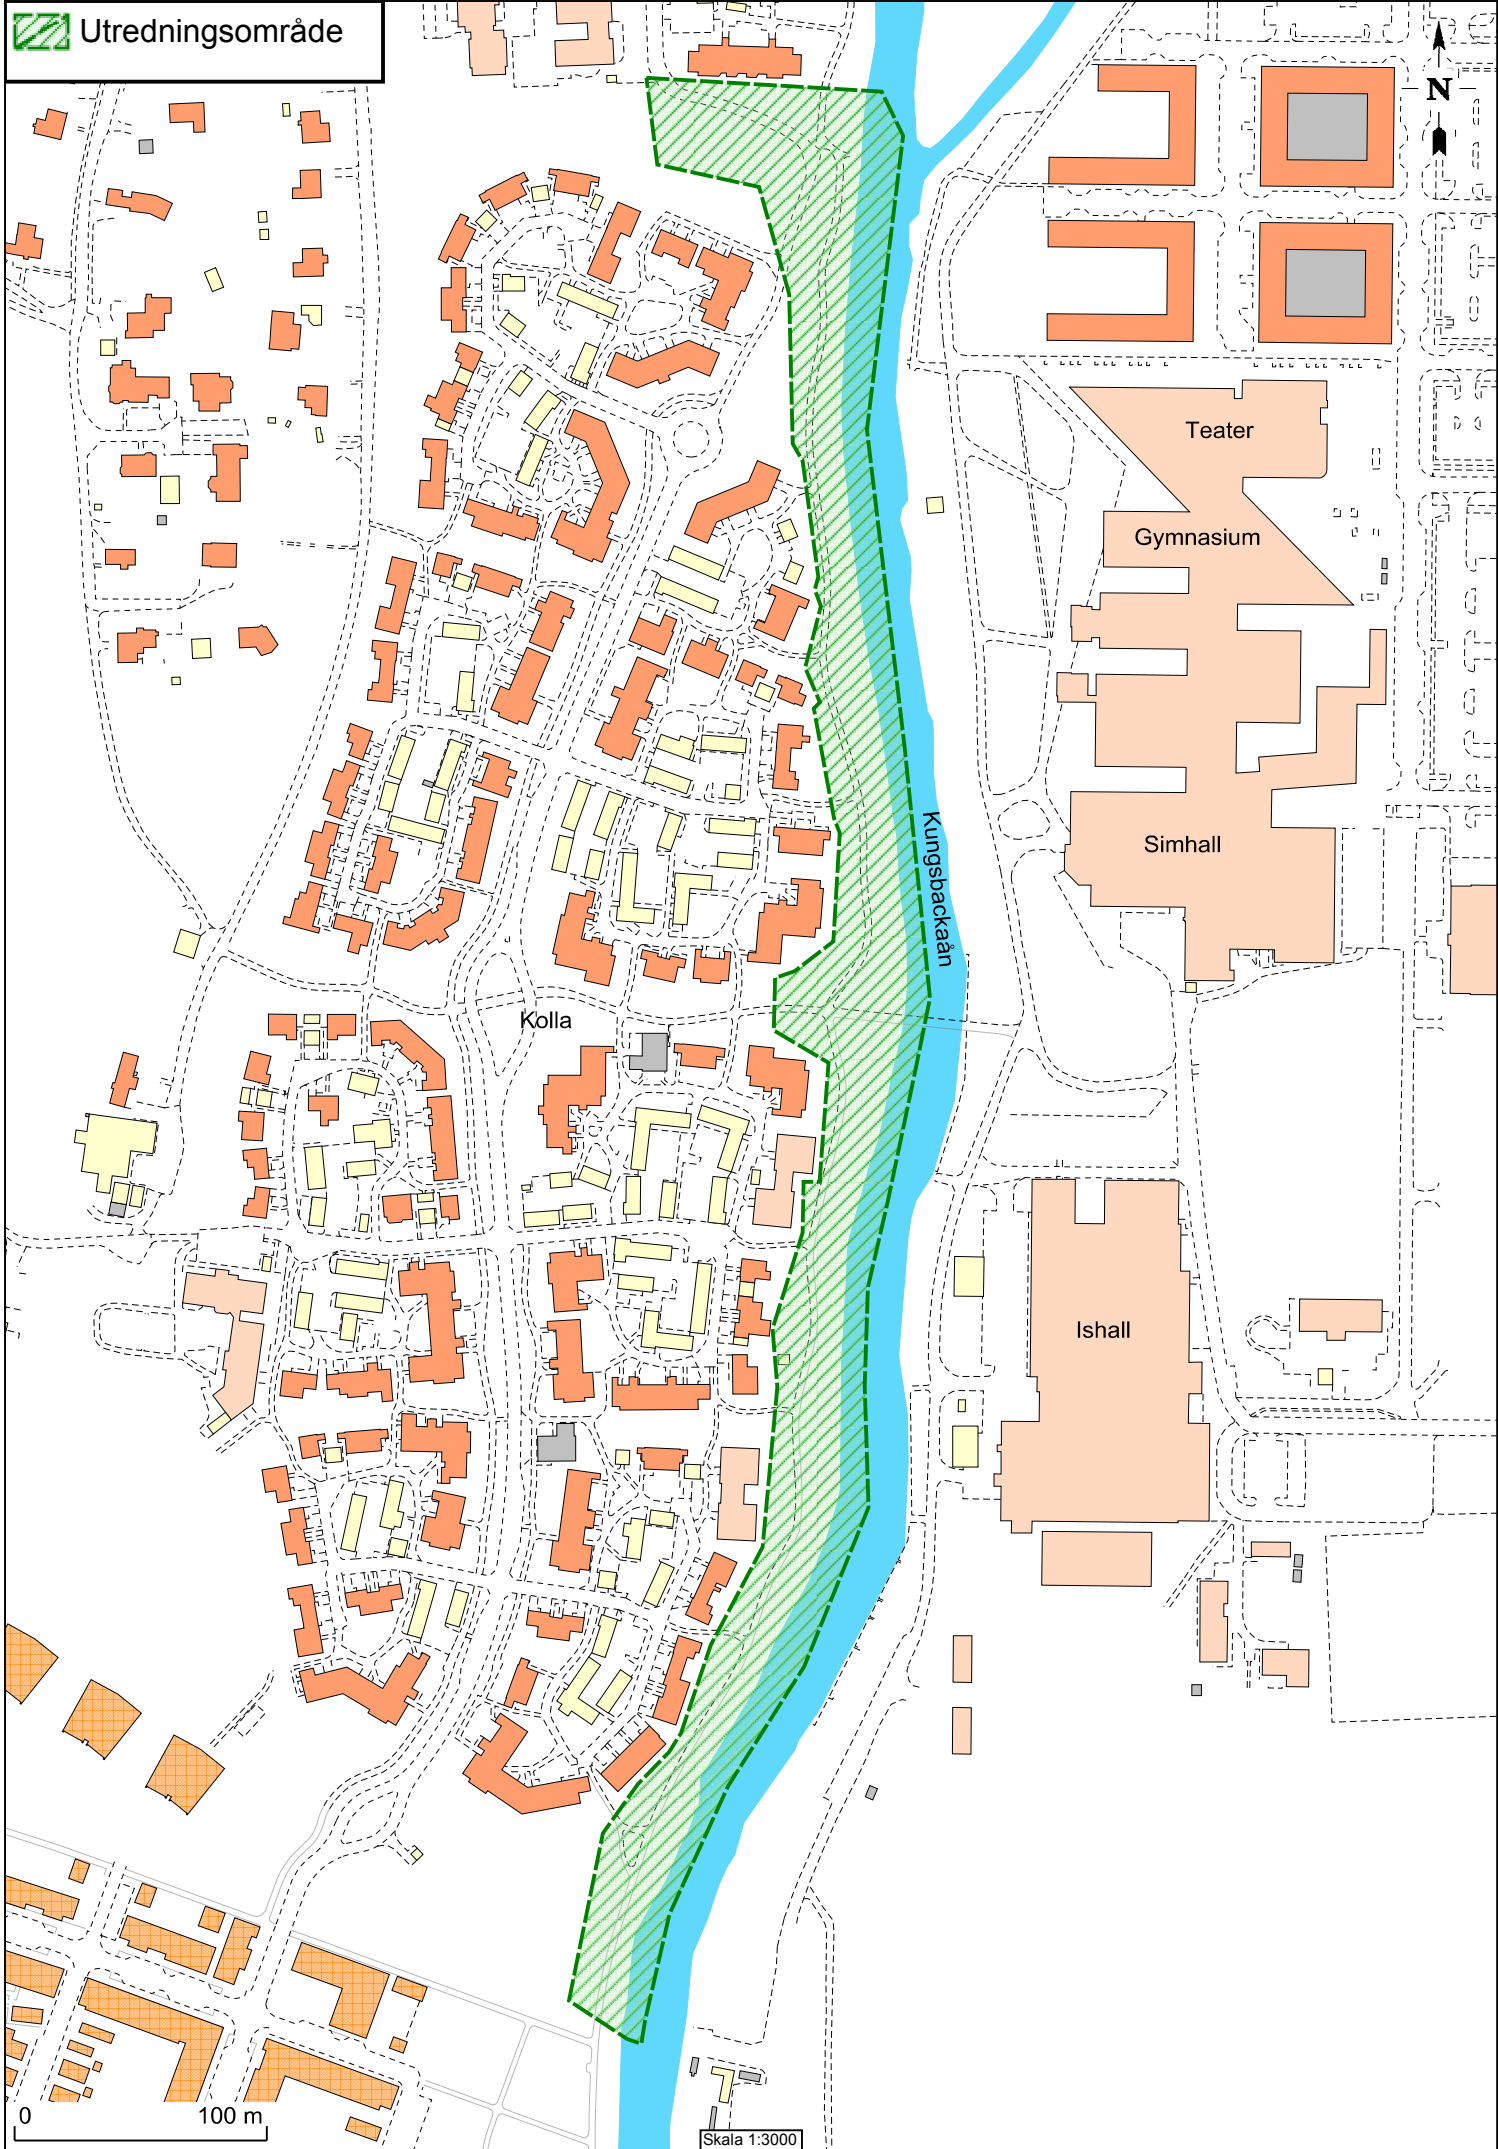 Utredningsområde
N
Teater
Gymnasium
Simhall
Kungsbackaån
Kolla
Ishall
0 100 m
Skala 1:3000